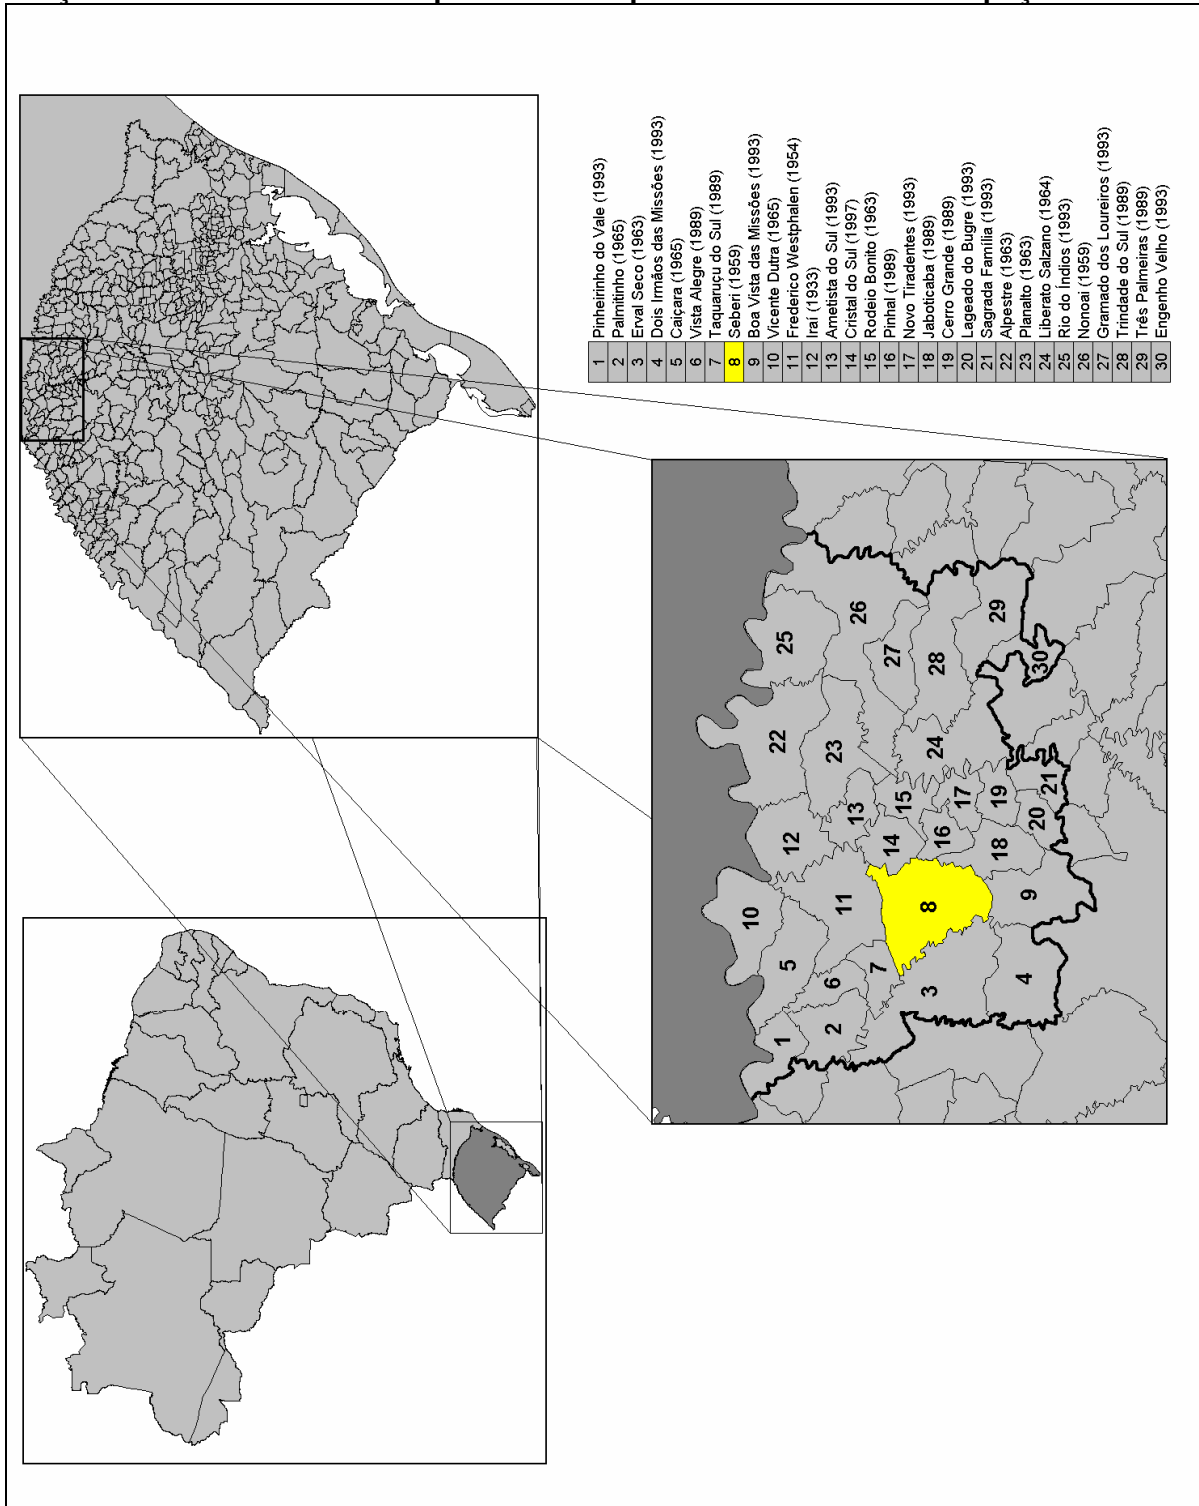 1 Pinheirinho do Vale (1993)
2 Palmitinho (1965)
3 Erval Seco (1963)
4 Dois Irmãos das Missões (1993)
5 Caiçara (1965)
6 Vista Alegre (1989)
7 Taquaruçu do Sul (1989)
8 Seberi (1959)
9 Boa Vista das Missões (1993)
10 Vicente Dutra (1965)
11 Frederico Westphalen (1954)
12 Iraí (1933)
13 Ametista do Sul (1993)
14 Cristal do Sul (1997)
15 Rodeio Bonito (1963)
16 Pinhal (1989)
17 Novo Tiradentes (1993)
18 Jaboticaba (1989)
19 Cerro Grande (1989)
20 Lageado do Bugre (1993)
21 Sagrada Família (1993)
22 Alpestre (1963)
23 Planalto (1963)
24 Liberato Salzano (1964)
25 Rio do Índios (1993)
26 Nonoai (1959)
27 Gramado dos Loureiros (1993)
28 Trindade do Sul (1989)
29 Três Palmeiras (1989)
30 Engenho Velho (1993)
1
2
3
4
5
6
7
8
9
10
11
12
13
14
15
16
17
18
19
20
21
22
23
24
25
26
27
28
29
30